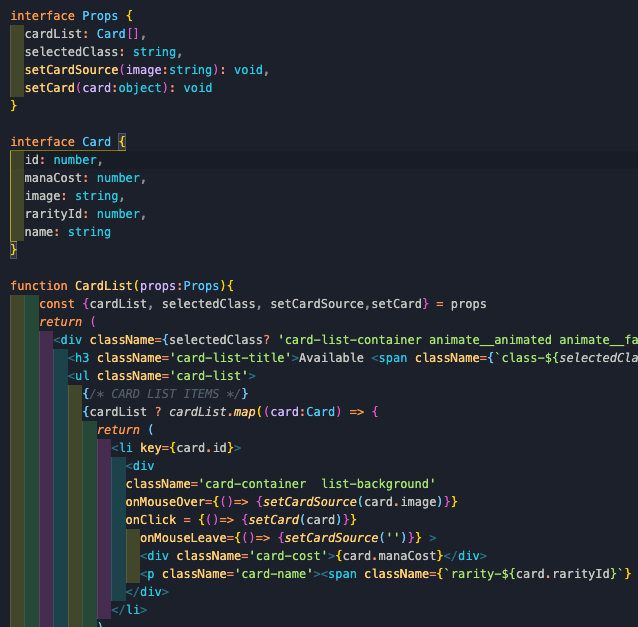 interface Props {
cardList: Card[],
selectedClass: string,
setCardSource(image:string): void,
setCard(card:object): void
}
interface Card {
id: number,
manaCost: number,
image: string,
rarityId: number,
name: string
}
function CardList(props:Props){
const {cardList, selectedClass, setCardSource,setCard} = props
return (
<div className={selectedClass? 'card-list-container animate__animated animate__fa
<h3 className='card-list-title'>Available <span className={`class-${selectedCla
<ul className='card-list'>
{/* CARD LIST ITEMS */}
{cardList ? cardList.map((card:Card) => {
return (
<li key={card.id}>
<div
className='card-container  list-background'
onMouseOver={()=> {setCardSource(card.image)}}
onClick = {()=> {setCard(card)}}
onMouseLeave={()=> {setCardSource('')}} >
<div className='card-cost'>{card.manaCost}</div>
<p className='card-name'><span className={`rarity-${card.rarityId}`}
</div>
</li>
)